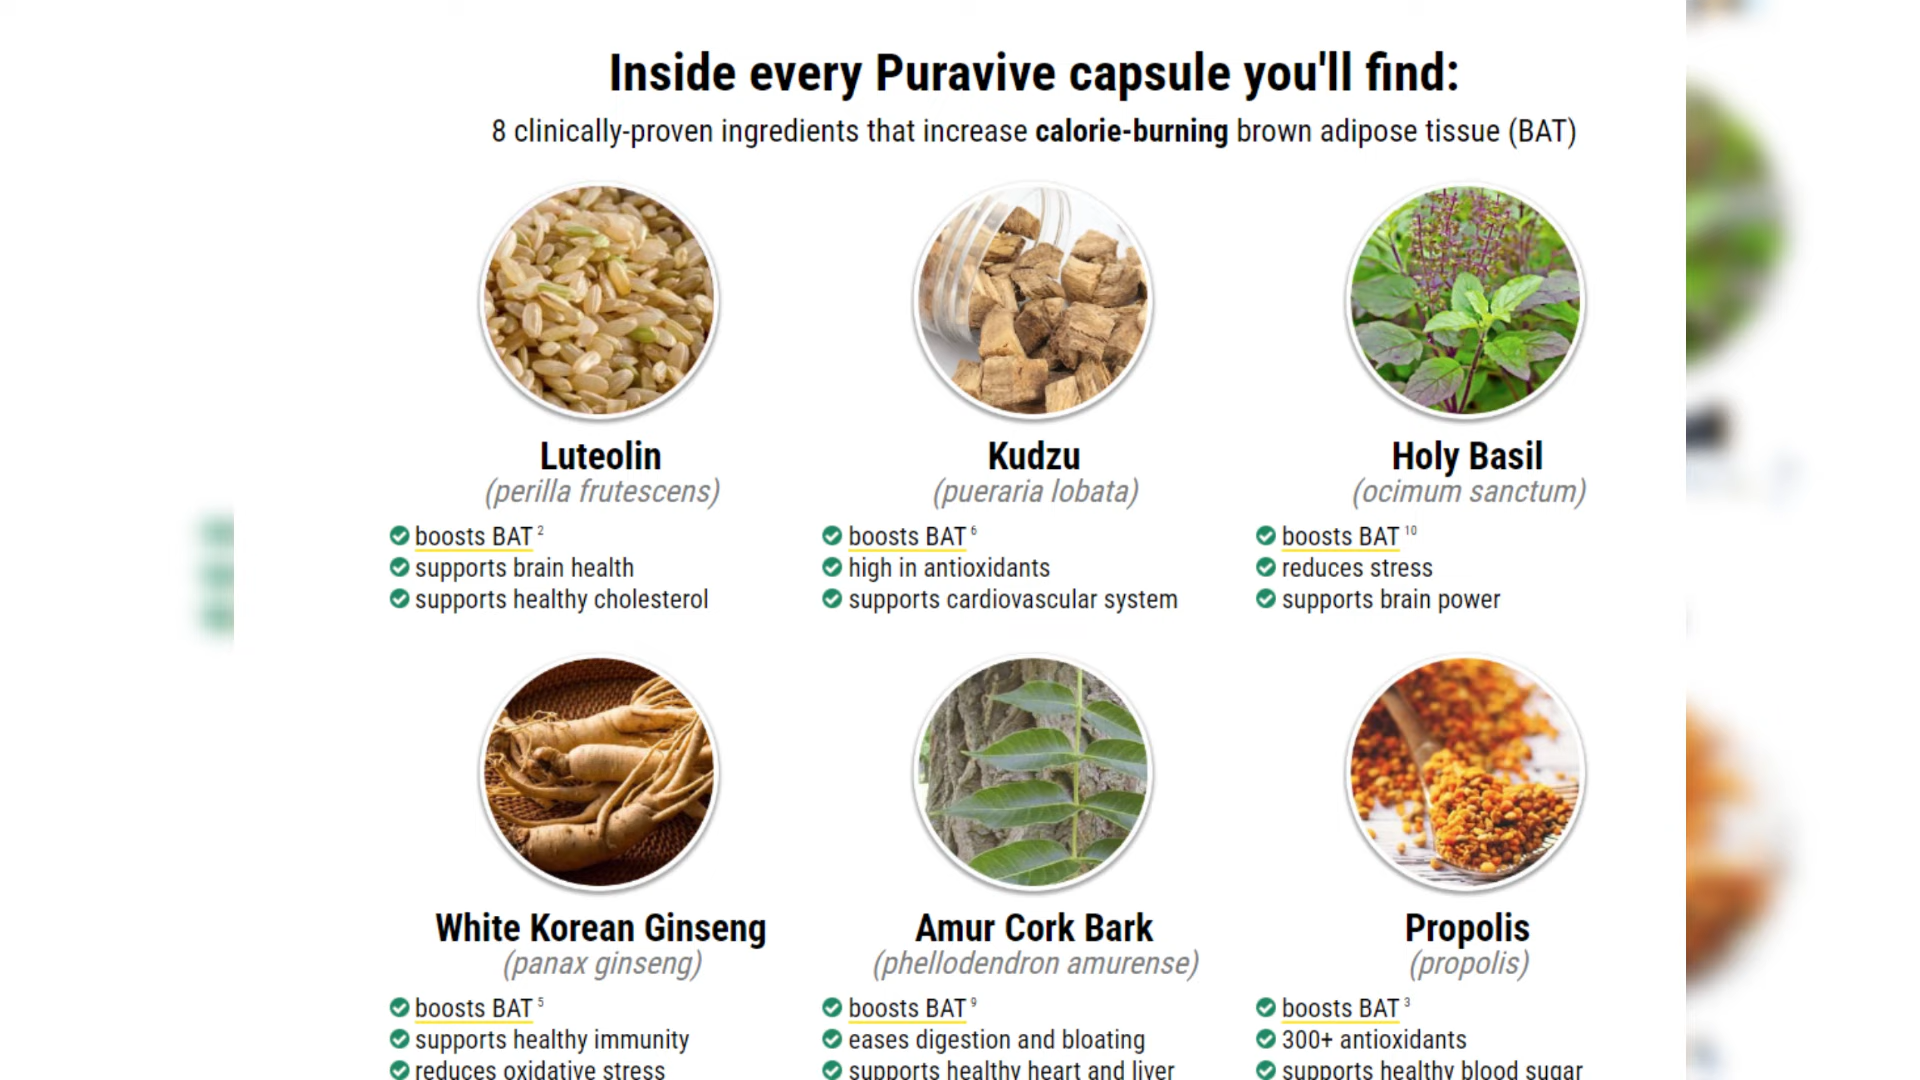 Inside every Puravive capsule you'll find:
8 clinically-proven ingredients that increase calorie-burning brown adipose tissue (BAT)
Luteolin
(perilla frutescens)
boosts BAT 2
supports brain health
supports healthy cholesterol
Kudzu
(pueraria lobata)
boosts BAT 6
high in antioxidants
supports cardiovascular system
Holy Basil
(ocimum sanctum)
boosts BAT 10
reduces stress
supports brain power
White Korean Ginseng
(panax ginseng)
boosts BAT 5
supports healthy immunity
reduces oxidative stress
Amur Cork Bark
(phellodendron amurense)
boosts BAT 9
eases digestion and bloating
supports healthy heart and liver
Propolis
(propolis)
boosts BAT 3
300+ antioxidants
supports healthy blood sugar